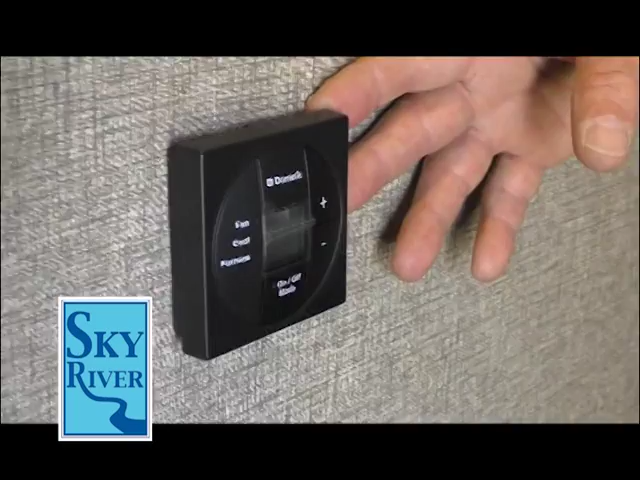 Dometic
+
Fan
Cool
Furnace
-
On / Off
Mode
SKY
RIVER